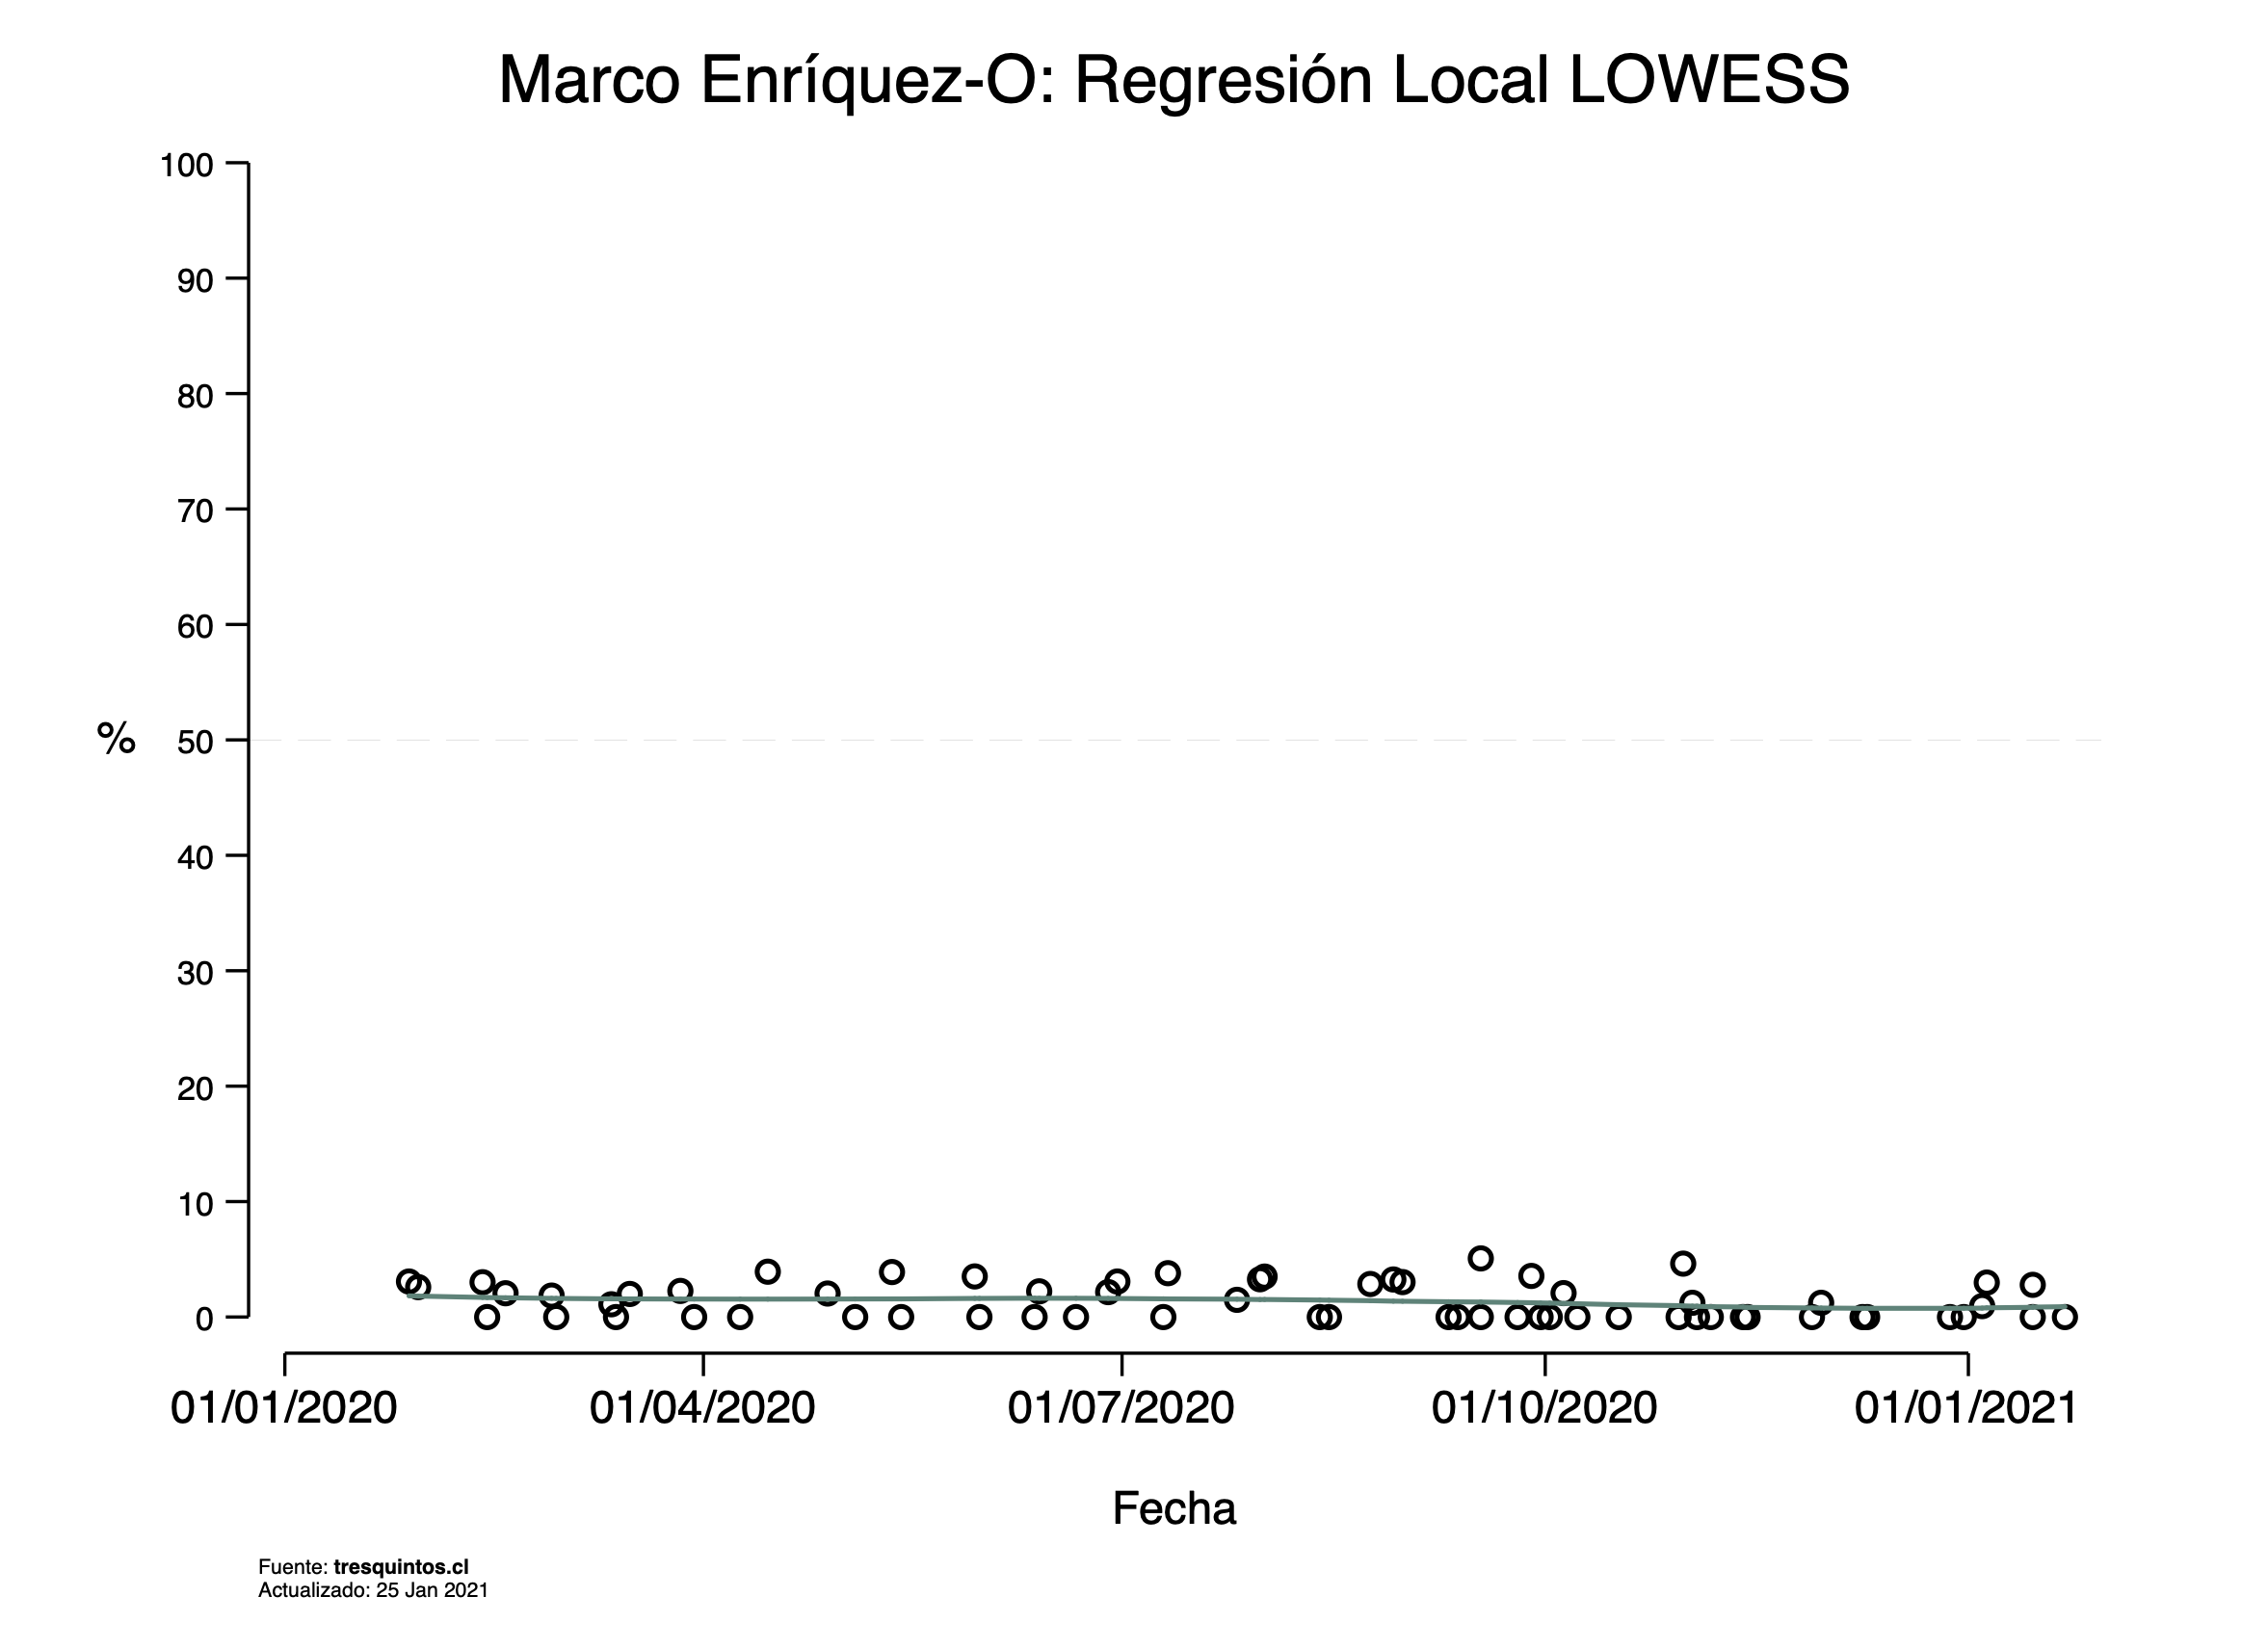 Marco Enríquez-O: Regresión Local LOWESS
100
90
80
70
60
% 50
40
30
20
10
0
01/01/2020 01/04/2020 01/07/2020 01/10/2020 01/01/2021
Fecha
Fuente: tresquintos.cl
Actualizado: 25 Jan 2021